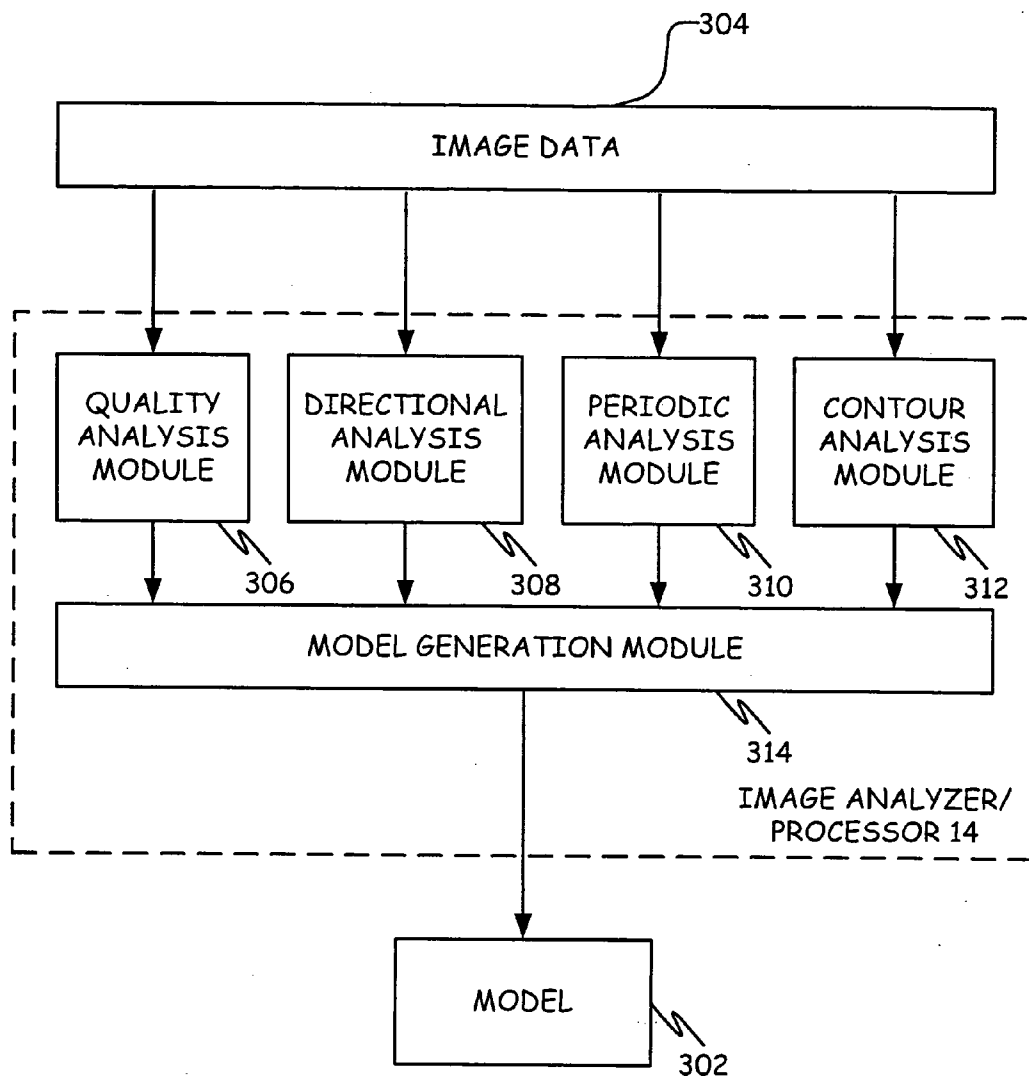 304
IMAGE DATA
QUALITY
ANALYSIS
MODULE
DIRECTIONAL
ANALYSIS
MODULE
PERIODIC
ANALYSIS
MODULE
CONTOUR
ANALYSIS
MODULE
306
308
310
312
MODEL GENERATION MODULE
314
IMAGE ANALYZER/
PROCESSOR 14
MODEL
302